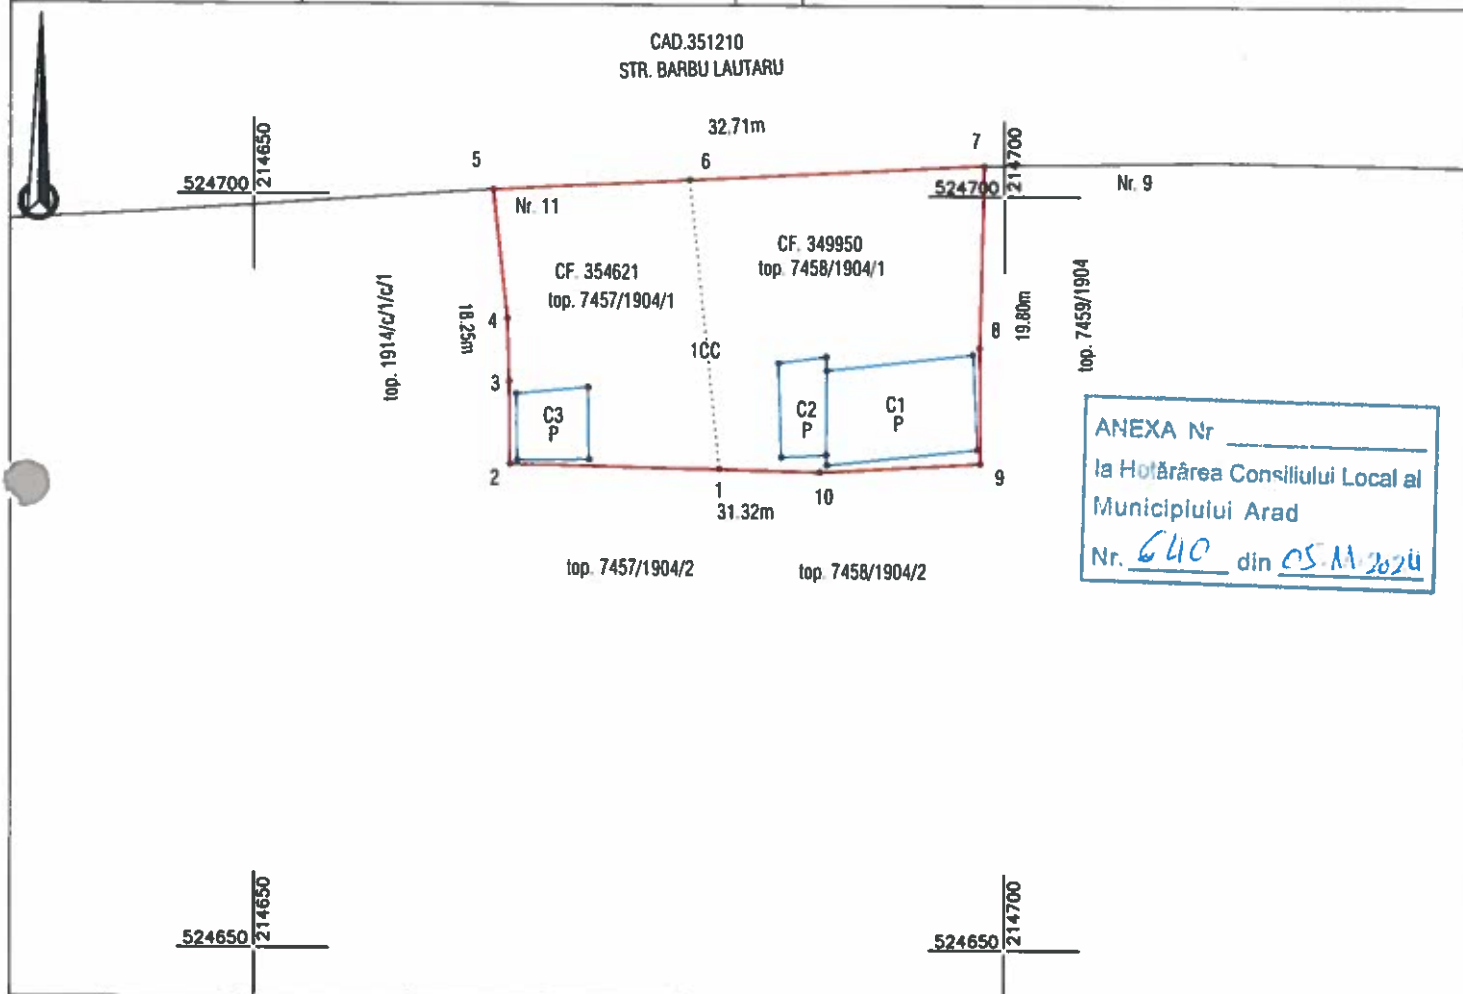 CAD.351210
STR. BARBU LAUTARU
32.71m
5
6
7
524700
214650
524700
214700
Nr. 9
Nr. 11
CF. 354621
top. 7457/1904/1
CF. 349950
top. 7458/1904/1
top. 1914/c/1/c/1
18.25m
4
3
1CC
8
19.80m
top. 7459/1904
C3
P
C2
P
C1
P
2
1
10
9
31.32m
top. 7457/1904/2
top. 7458/1904/2
ANEXA Nr
la Hotărârea Consiliului Local al
Municipiului Arad
Nr. 640 din 05.11.2024
524650
214650
524650
214700